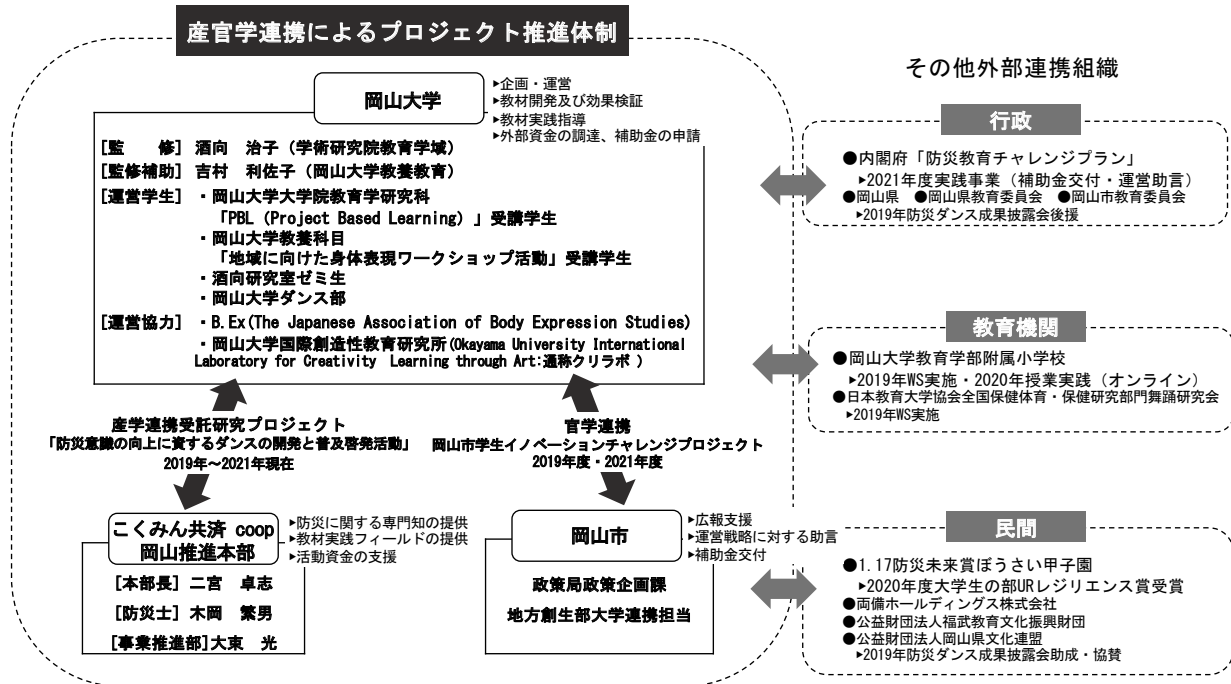 産官学連携によるプロジェクト推進体制
岡山大学
▶企画・運営
▶教材開発及び効果検証
▶教材実践指導
▶外部資金の調達、補助金の申請
[監　修] 酒向　治子（学術研究院教育学域）
[監修補助] 吉村　利佐子（岡山大学教養教育）
[運営学生] ・岡山大学大学院教育学研究科
「PBL（Project Based Learning）」受講学生
・岡山大学教養科目
「地域に向けた身体表現ワークショップ活動」受講学生
・酒向研究室ゼミ生
・岡山大学ダンス部
[運営協力] ・B.Ex(The Japanese Association of Body Expression Studies)
・岡山大学国際創造性教育研究所(Okayama University International
Laboratory for Creativity Learning through Art:通称クリラボ )
産学連携受託研究プロジェクト
「防災意識の向上に資するダンスの開発と普及啓発活動」
2019年～2021年現在
官学連携
岡山市学生イノベーションチャレンジプロジェクト
2019年度・2021年度
こくみん共済 coop
岡山推進本部
▶防災に関する専門知の提供
▶教材実践フィールドの提供
▶活動資金の支援
[本部長] 二宮　卓志
[防災士] 木岡　繁男
[事業推進部]大東　光
岡山市
▶広報支援
▶運営戦略に対する助言
▶補助金交付
政策局政策企画課
地方創生部大学連携担当
その他外部連携組織
行政
●内閣府「防災教育チャレンジプラン」
▶2021年度実践事業（補助金交付・運営助言）
●岡山県　●岡山県教育委員会　●岡山市教育委員会
▶2019年防災ダンス成果披露会後援
教育機関
●岡山大学教育学部附属小学校
▶2019年WS実施・2020年授業実践（オンライン）
●日本教育大学協会全国保健体育・保健研究部門舞踊研究会
▶2019年WS実施
民間
●1.17防災未来賞ぼうさい甲子園
▶2020年度大学生の部URレジリエンス賞受賞
●両備ホールディングス株式会社
●公益財団法人福武教育文化振興財団
●公益財団法人岡山県文化連盟
▶2019年防災ダンス成果披露会助成・協賛